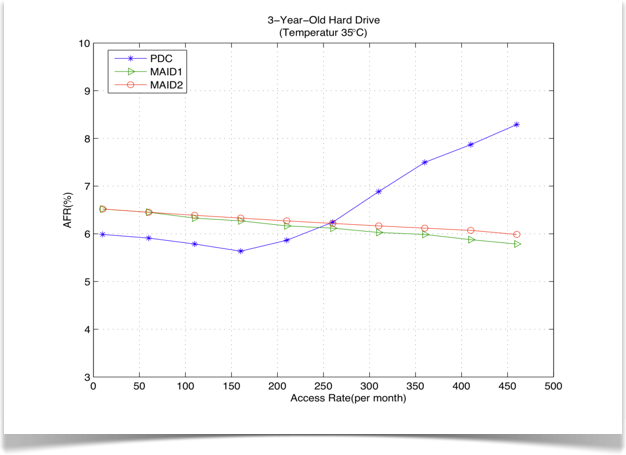 3-Year-Old Hard Drive
(Temperatur 35°C)
PDC
MAID1
MAID2
AFR(%)
10
9
8
7
6
5
4
3
0 50 100 150 200 250 300 350 400 450 500
Access Rate(per month)